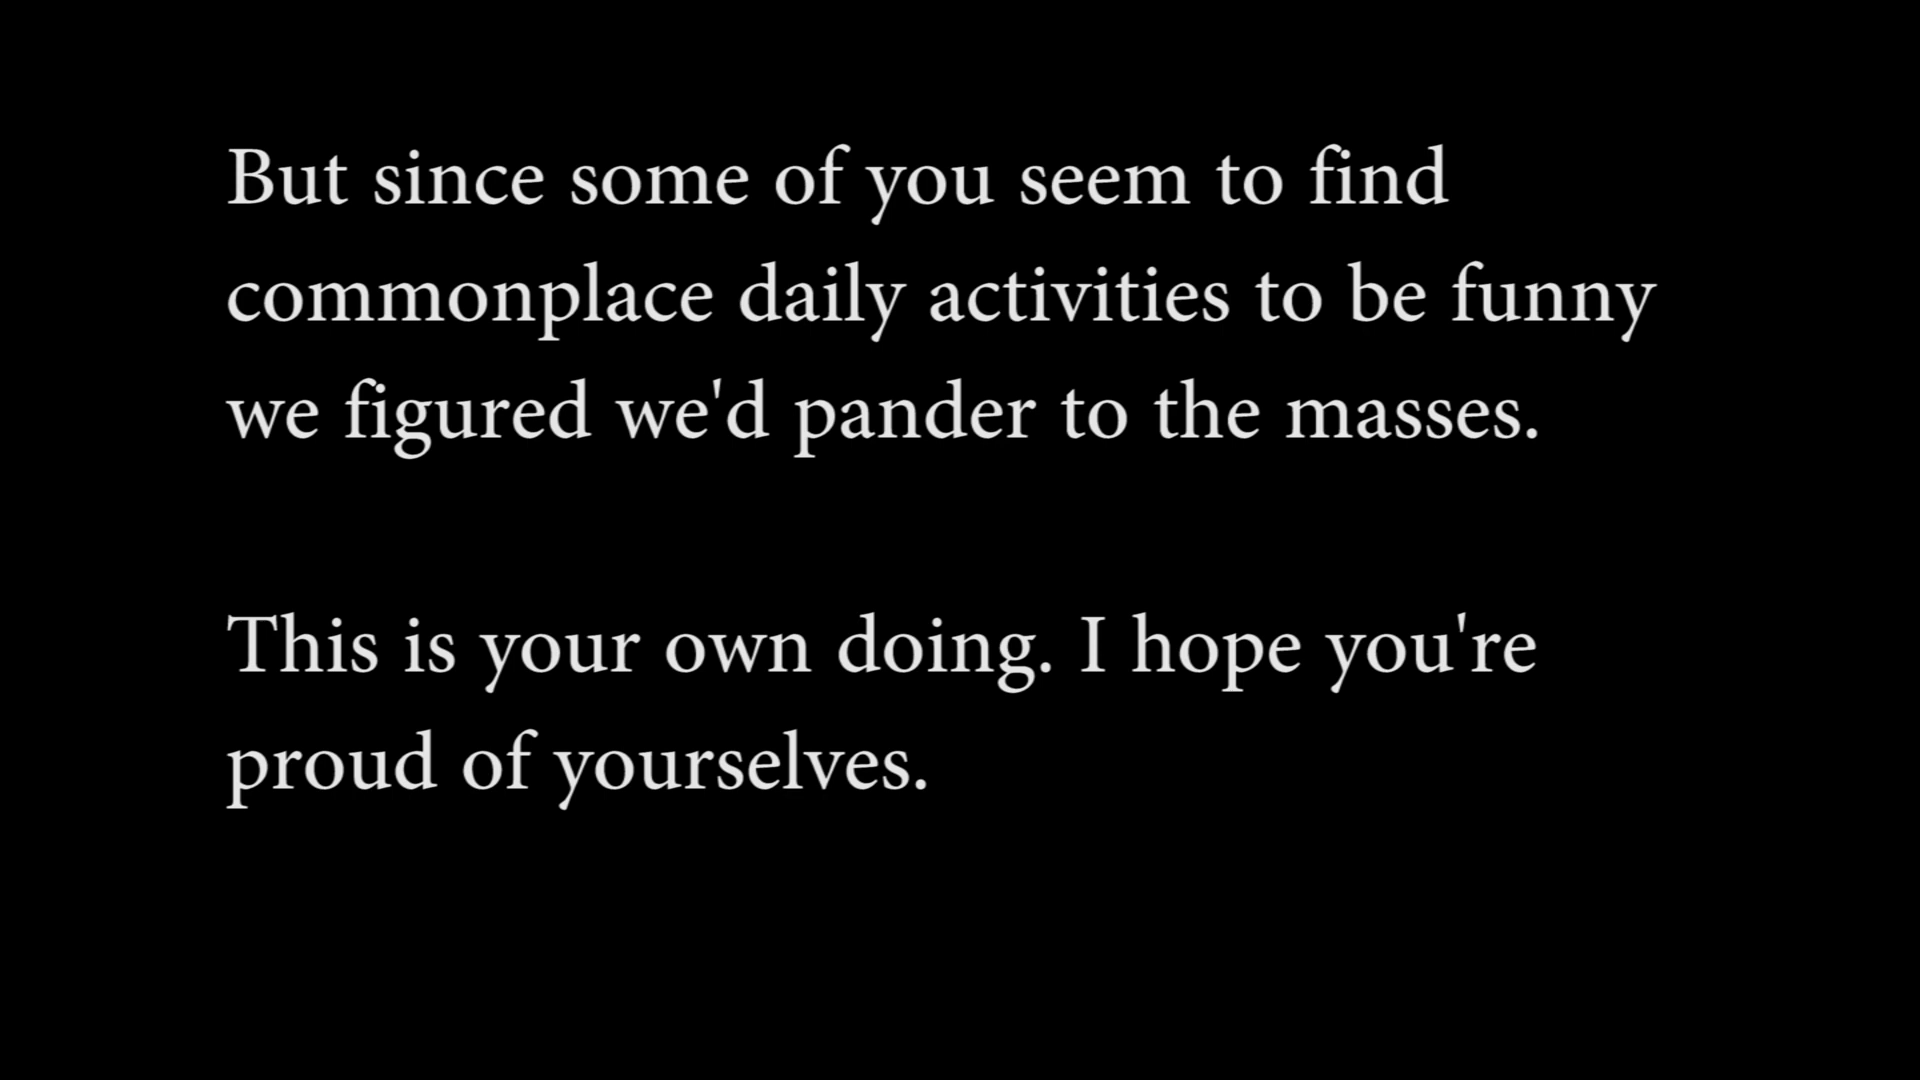 But since some of you seem to find
commonplace daily activities to be funny
we figured we'd pander to the masses.
This is your own doing. I hope you're
proud of yourselves.